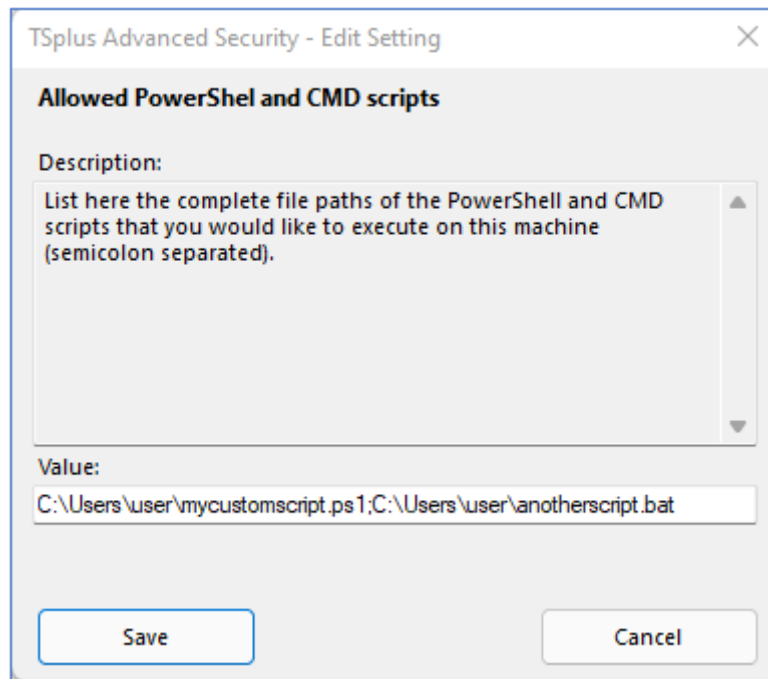 TSplus Advanced Security - Edit Setting
Allowed PowerShel and CMD scripts
Description:
List here the complete file paths of the PowerShell and CMD
scripts that you would like to execute on this machine
(semicolon separated).
Value:
C:\Users\user\mycustomscript.ps1;C:\Users\user\anotherscript.bat
Save
Cancel